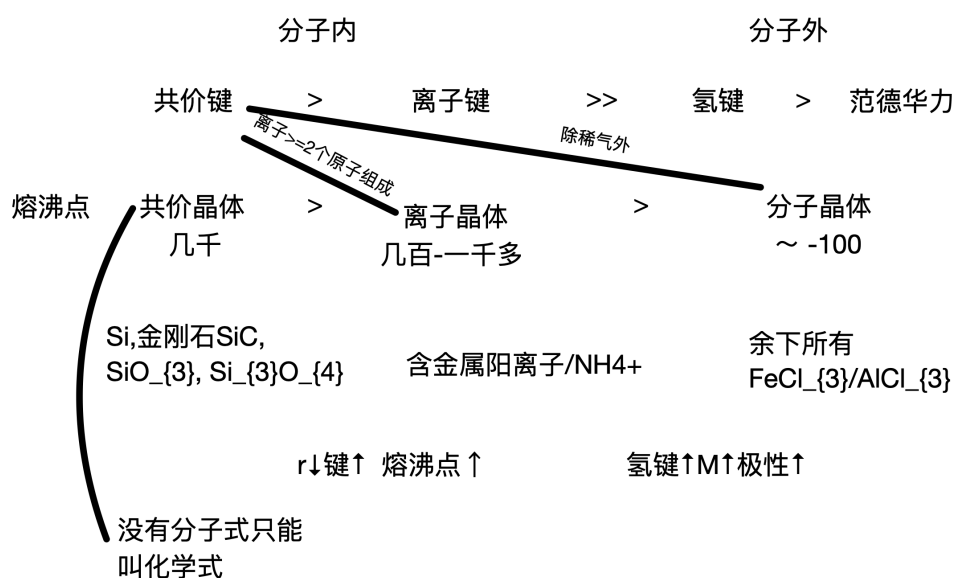 分子内 分子外
共价键 > 离子键 >> 氢键 > 范德华力
离子>=2个原子组成
除稀气外
熔沸点 共价晶体 > 离子晶体 > 分子晶体
几千 几百-一千多 ～ -100
Si,金刚石SiC,
SiO_{3}, Si_{3}O_{4}
含金属阳离子/NH4+
余下所有
FeCl_{3}/AlCl_{3}
r↓键↑ 熔沸点↑ 氢键↑M↑极性↑
没有分子式只能
叫化学式